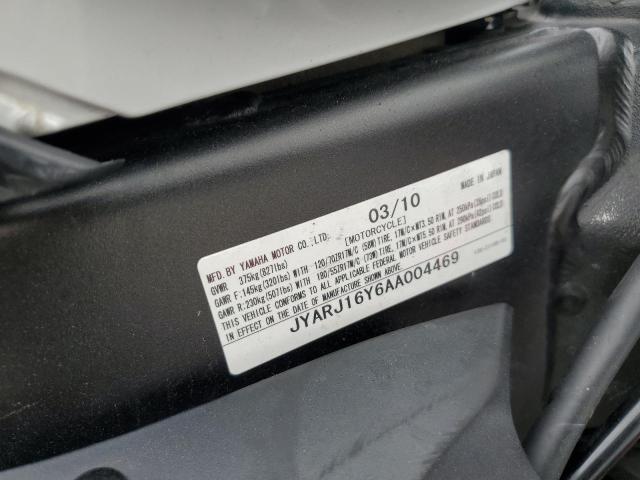 MFD. BY YAMAHA MOTOR CO., LTD. 03/10 MADE IN JAPAN
GVWR 375kg(827lbs) [MOTORCYCLE]
GAWR F: 145kg(320lbs) WITH 120/70ZR17M/C (58W) TIRE, 17M/C×MT3.50 RIM, AT 250kPa(36psi) COLD
GAWR R: 230kg(507lbs) WITH 180/55ZR17M/C (73W) TIRE, 17M/C×MT5.50 RIM, AT 290kPa(42psi) COLD
THIS VEHICLE CONFORMS TO ALL APPLICABLE FEDERAL MOTOR VEHICLE SAFETY STANDARDS
IN EFFECT ON THE DATE OF MANUFACTURE SHOWN ABOVE.
JYARJ16Y6AA004469